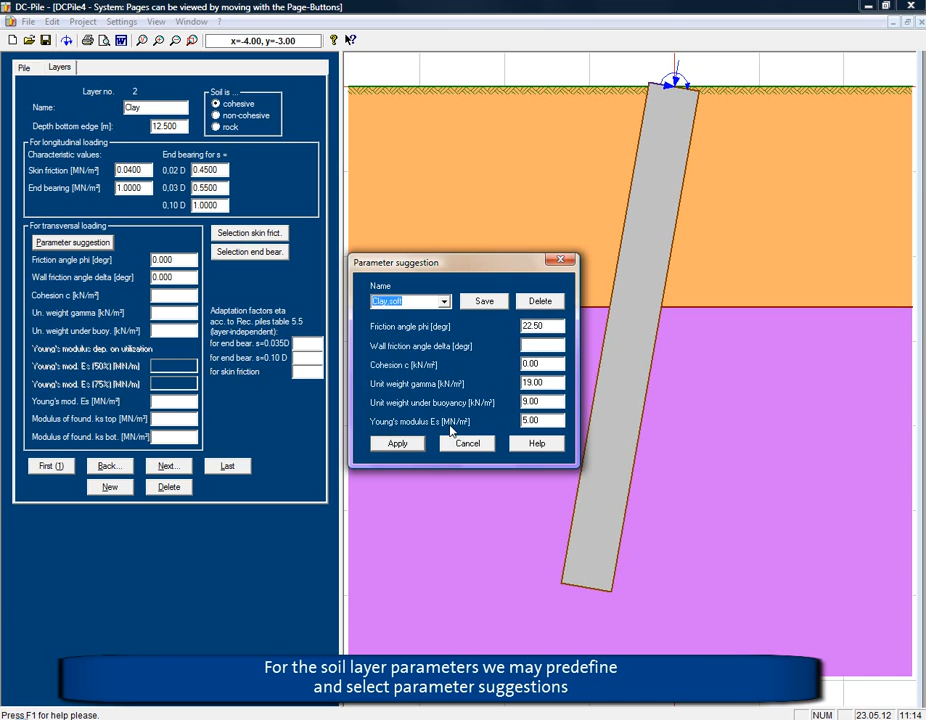 DC-Pile - [DCPile4 - System: Pages can be viewed by moving with the Page-Buttons]
File Edit Project Settings View Window ?
x=-4.00, y=-3.00
Pile Layers
Layer no. 2
Name: Clay
Depth bottom edge [m]: 12.500
Soil is ...
cohesive
non-cohesive
rock
For longitudinal loading
Characteristic values: End bearing for s =
Skin friction [MN/m²] 0.0400 0,02 D 0.4500
End bearing [MN/m²] 1.0000 0,03 D 0.5500
0,10 D 1.0000
For transversal loading
Parameter suggestion
Selection skin frict.
Selection end bear.
Friction angle phi [degr] 0.000
Wall friction angle delta [degr] 0.000
Cohesion c [kN/m²]
Un. weight gamma [kN/m²]
Un. weight under buoy. [kN/m²]
Young's modulus dep. on utilization
Young's mod. Es (50%) [MN/m]
Young's mod. Es (75%) [MN/m]
Young's mod. Es [MN/m²]
Modulus of found. ks top [MN/m²]
Modulus of found. ks bot. [MN/m²]
Adaptation factors eta
acc. to Rec. piles table 5.5
(layer-independent):
for end bear. s=0.035D
for end bear. s=0.10 D
for skin friction
First (1) Back... Next... Last
New Delete
Parameter suggestion
Name
Clay,soft Save Delete
Friction angle phi [degr] 22.50
Wall friction angle delta [degr]
Cohesion c [kN/m²] 0.00
Unit weight gamma [kN/m²] 19.00
Unit weight under buoyancy [kN/m²] 9.00
Young's modulus Es [MN/m²] 5.00
Apply Cancel Help
For the soil layer parameters we may predefine
and select parameter suggestions
Press F1 for help please. NUM 23.05.12 11:14